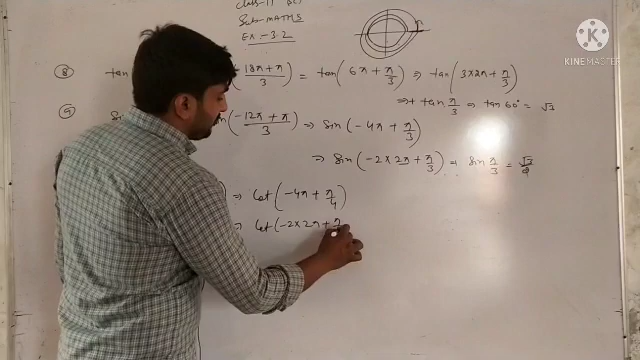 Class-11
Sub-MATHS
EX-3.2
KINEMASTER
⑧ tan (18π + π / 3) = tan (6π + π/3) ⇒ tan (3×2π + π/3)
⇒ + tan π/3 ⇒ tan 60° = √3
⑨ sin (-12π + π / 3) ⇒ sin (-4π + π/3)
⇒ sin (-2 × 2π + π/3) ⇒ sin π/3 = √3/2
⇒ Cot (-4π + π/4)
⇒ Cot (-2×2π + π